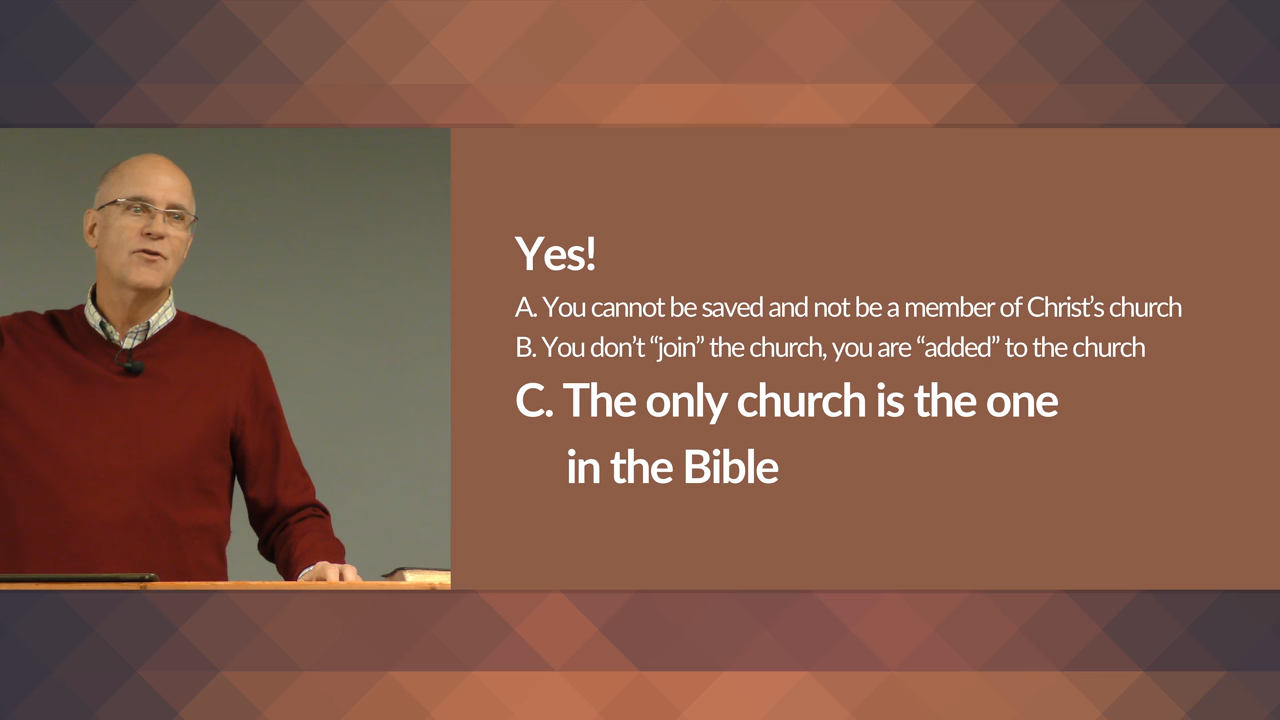 Yes!
A. You cannot be saved and not be a member of Christ’s church
B. You don’t “join” the church, you are “added” to the church
C. The only church is the one
in the Bible